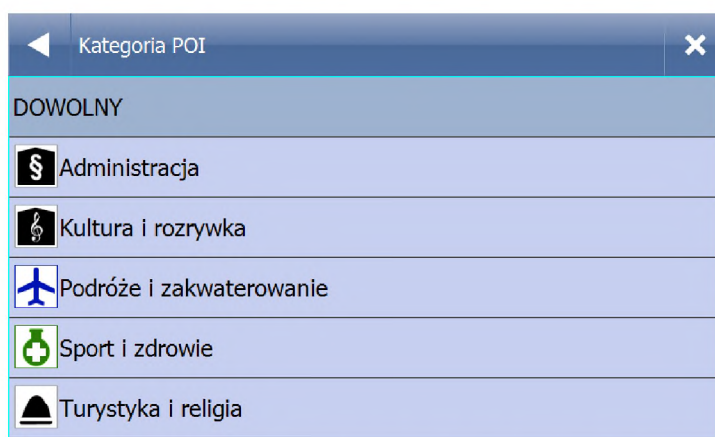 Kategoria POI
DOWOLNY
§ Administracja
Kultura i rozrywka
Podróże i zakwaterowanie
Sport i zdrowie
Turystyka i religia